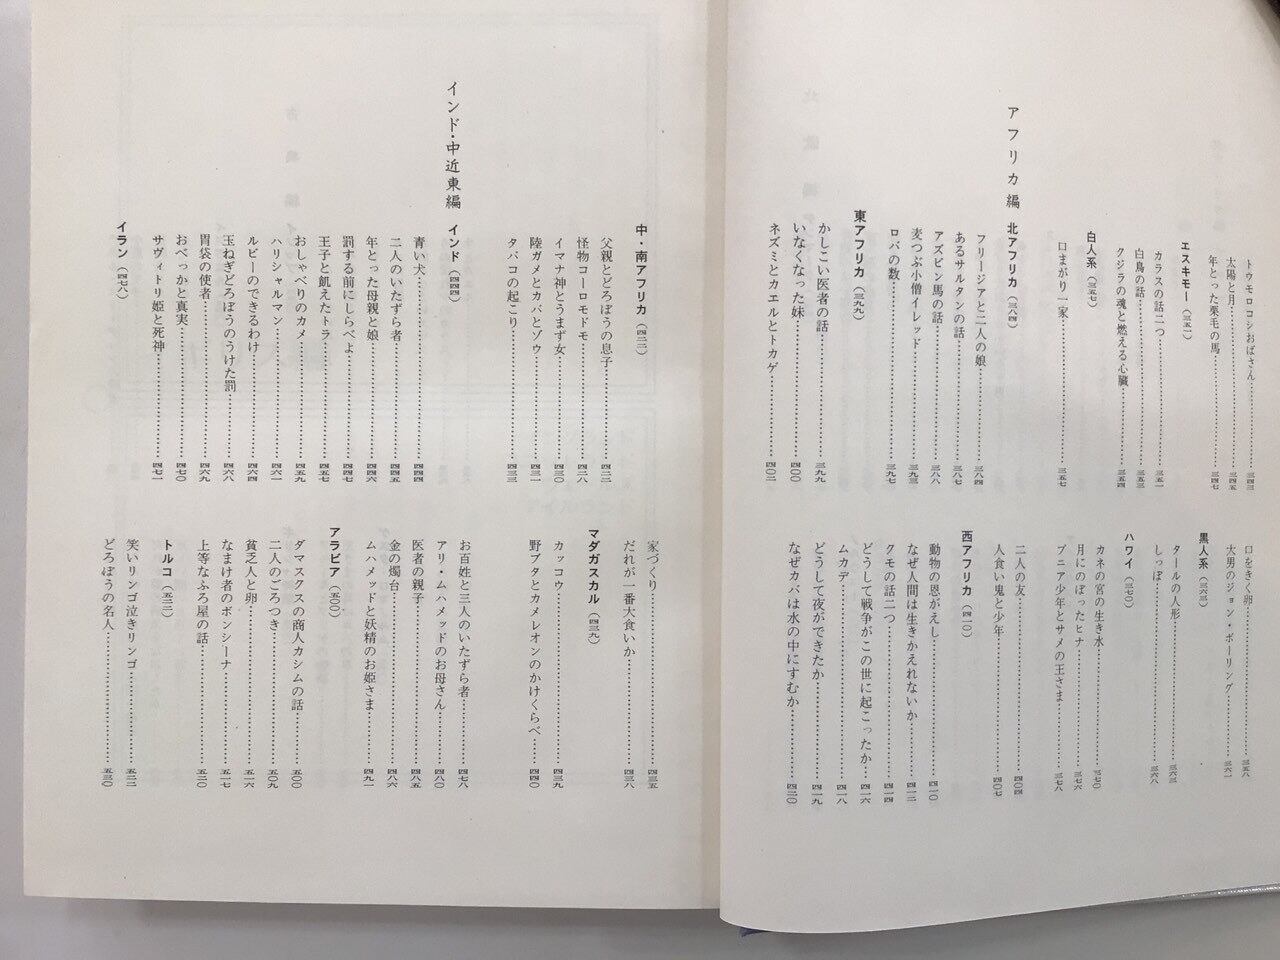 トウモロコシおばさん……三四三
太陽と月……三四五
年とった栗毛の馬……三四七
エスキモー(三五一)
カラスの話二つ……三五一
白鳥の話……三五三
クジラの魂と燃える心臓……三五四
白人系(三五七)
口まがり一家……三五七
口をきく卵……三五八
太男のジョン・ボーリング……三六一
黒人系(三六三)
タールの人形……三六三
しっぽ……三六八
ハワイ(三七〇)
カネの宮の生き水……三七〇
月にのぼったヒナ……三七六
プニア少年とサメの王さま……三七八
アフリカ編
北アフリカ(三八四)
フリージアと二人の娘……三八四
あるサルタンの話……三八七
アズビン馬の話……三八八
麦つぶ小僧イレッド……三九三
ロバの数……三九七
東アフリカ(三九九)
かしこい医者の話……三九九
いなくなった妹……四〇〇
ネズミとカエルとトカゲ……四〇二
二人の友……四〇四
人食い鬼と少年……四〇七
西アフリカ(四一〇)
動物の恩がえし……四一〇
なぜ人間は生きかえれないか……四一二
クモの話二つ……四一四
どうして戦争がこの世に起こったか……四一六
ムカデ……四一八
どうして夜ができたか……四一九
なぜカバは水の中にすむか……四二〇
中・南アフリカ(四二二)
父親とどろぼうの息子……四二二
怪物コーロモドモ……四二八
イマナ神とうまず女……四三〇
陸ガメとカバとゾウ……四三一
タバコの起こり……四三三
家づくり……四三五
だれが一番大食いか……四三八
マダガスカル(四三九)
カッコウ……四三九
野ブタとカメレオンのかけくらべ……四四〇
インド・中近東編
インド(四四四)
青い犬……四四四
二人のいたずら者……四四五
年とった母親と娘……四四六
罰する前にしらべよ……四四七
王子と飢えたトラ……四五七
おしゃべりのカメ……四五九
ハリシャルマン……四六一
ルビーのできるわけ……四六四
玉ねぎどろぼうのうけた罰……四六八
胃袋の使者……四六九
おべっかと真実……四七〇
サヴィトリ姫と死神……四七一
イラン(四七八)
お百姓と三人のいたずら者……四七八
アリ・ムハメッドのお母さん……四八〇
医者の親子……四八五
金の燭台……四八六
ムハメッドと妖精のお姫さま……四九一
アラビア(五〇〇)
ダマスクスの商人カシムの話……五〇〇
二人のごろつき……五〇九
貧乏人と卵……五一六
なまけ者のボンシーナ……五一七
上等なふろ屋の話……五二〇
トルコ(五二二)
笑いリンゴ泣きリンゴ……五二二
どろぼうの名人……五三〇